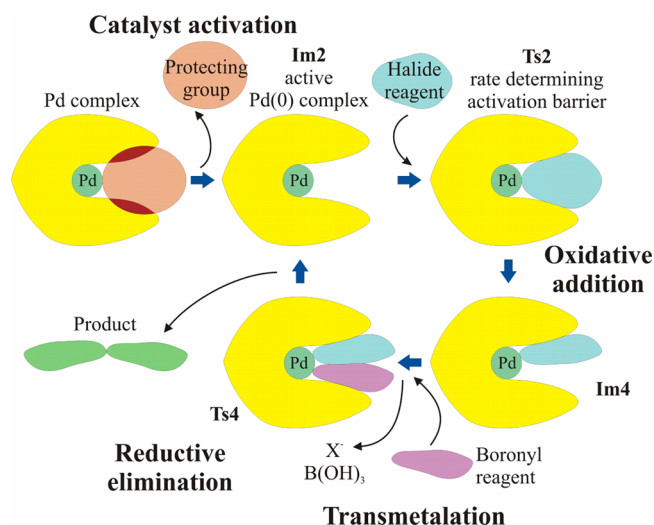 Catalyst activation
Pd complex
Protecting
group
Im2
active
Pd(0) complex
Halide
reagent
Ts2
rate determining
activation barrier
Pd
Pd
Pd
Oxidative
addition
Product
Pd
Ts4
Pd
Im4
Reductive
elimination
X-
B(OH)₃
Boronyl
reagent
Transmetalation